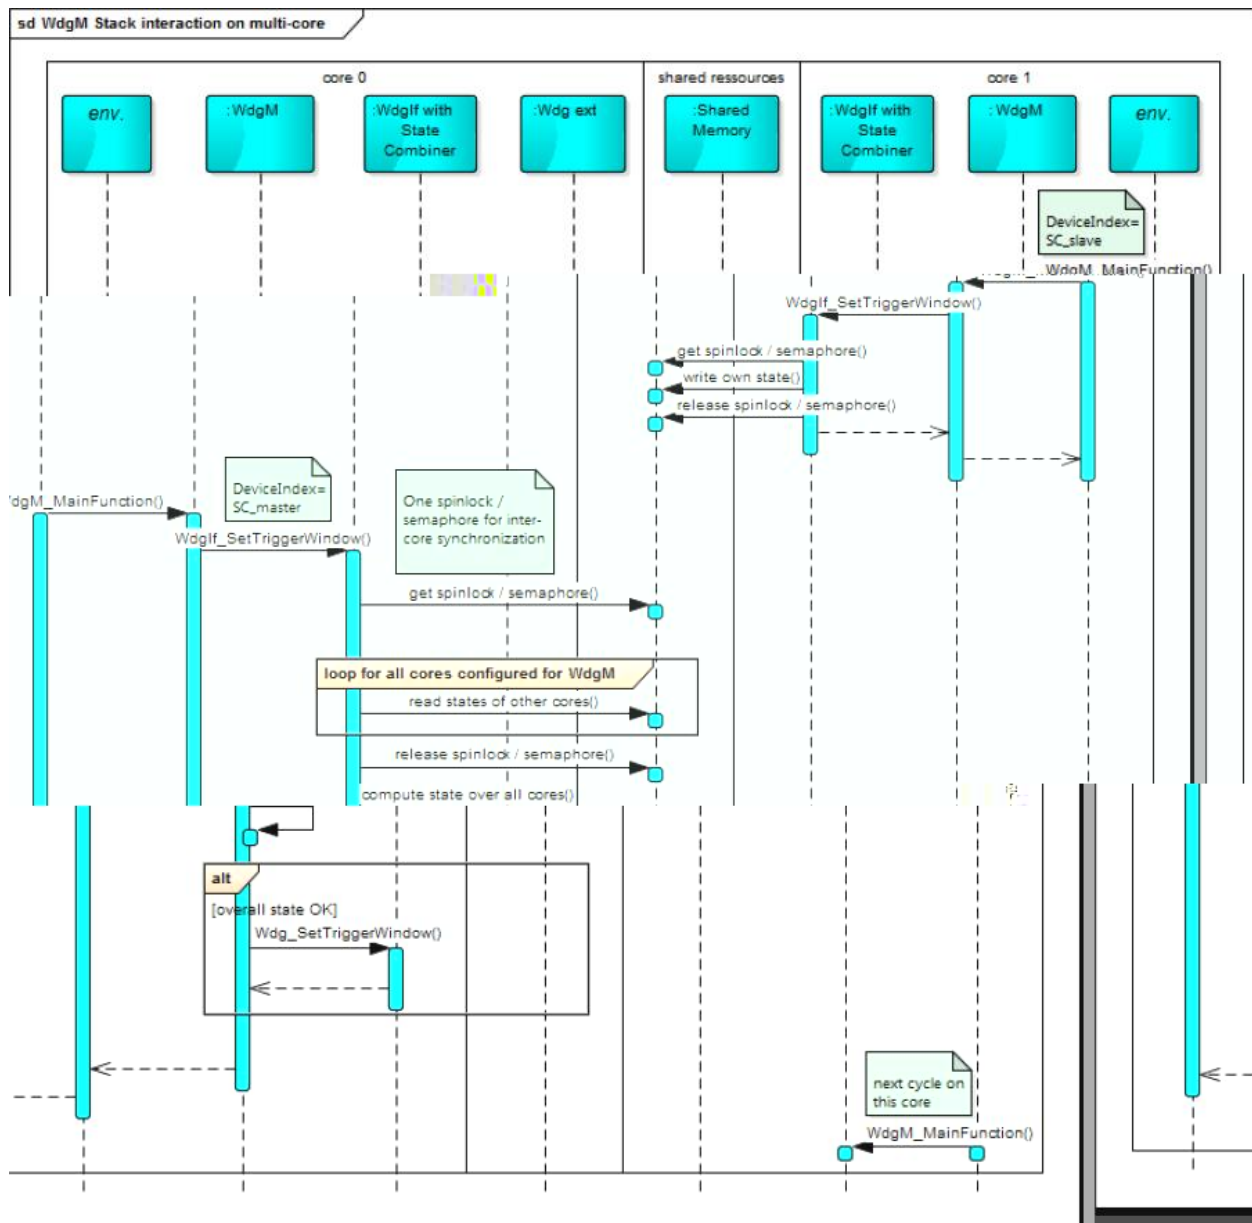 sd WdgM Stack interaction on multi-core
core 0
shared ressources
core 1
env.
:WdgM
:WdgIf with
State
Combiner
:Wdg ext
:Shared
Memory
:WdgIf with
State
Combiner
:WdgM
env.
DeviceIndex=
SC_slave
WdgM_MainFunction()
WdgIf_SetTriggerWindow()
get spinlock / semaphore()
write own state()
release spinlock / semaphore()
DeviceIndex=
SC_master
One spinlock /
semaphore for inter-
core synchronization
dgM_MainFunction()
WdgIf_SetTriggerWindow()
get spinlock / semaphore()
loop for all cores configured for WdgM
read states of other cores()
release spinlock / semaphore()
compute state over all cores()
alt
[overall state OK]
Wdg_SetTriggerWindow()
next cycle on
this core
WdgM_MainFunction()